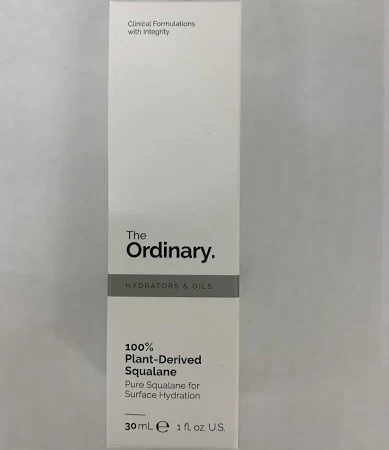 Clinical Formulations
with Integrity.
The
Ordinary.
HYDRATORS & OILS
100%
Plant-Derived
Squalane
Pure Squalane for
Surface Hydration
30 mL ℮ 1 fl. oz. U.S.